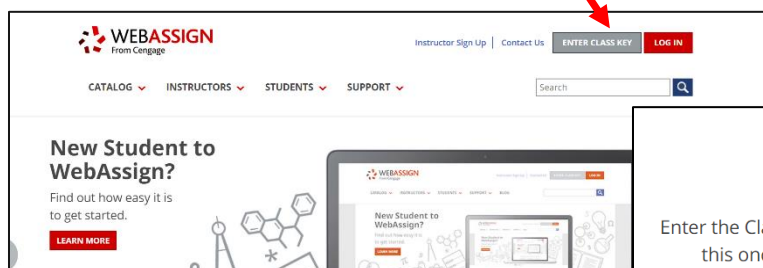 WEBASSIGN
From Cengage
Instructor Sign Up | Contact Us ENTER CLASS KEY LOG IN
CATALOG INSTRUCTORS STUDENTS SUPPORT Search
New Student to
WebAssign?
Find out how easy it is
to get started.
LEARN MORE
WEBASSIGN
New Student to
WebAssign?
Enter the Cla
this one